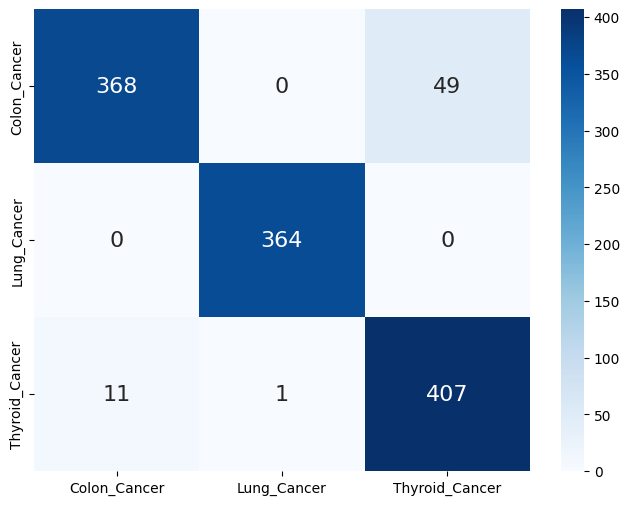 Colon_Cancer
368 0 49
Lung_Cancer
0 364 0
Thyroid_Cancer
11 1 407
Colon_Cancer Lung_Cancer Thyroid_Cancer
400
350
300
250
200
150
100
50
0